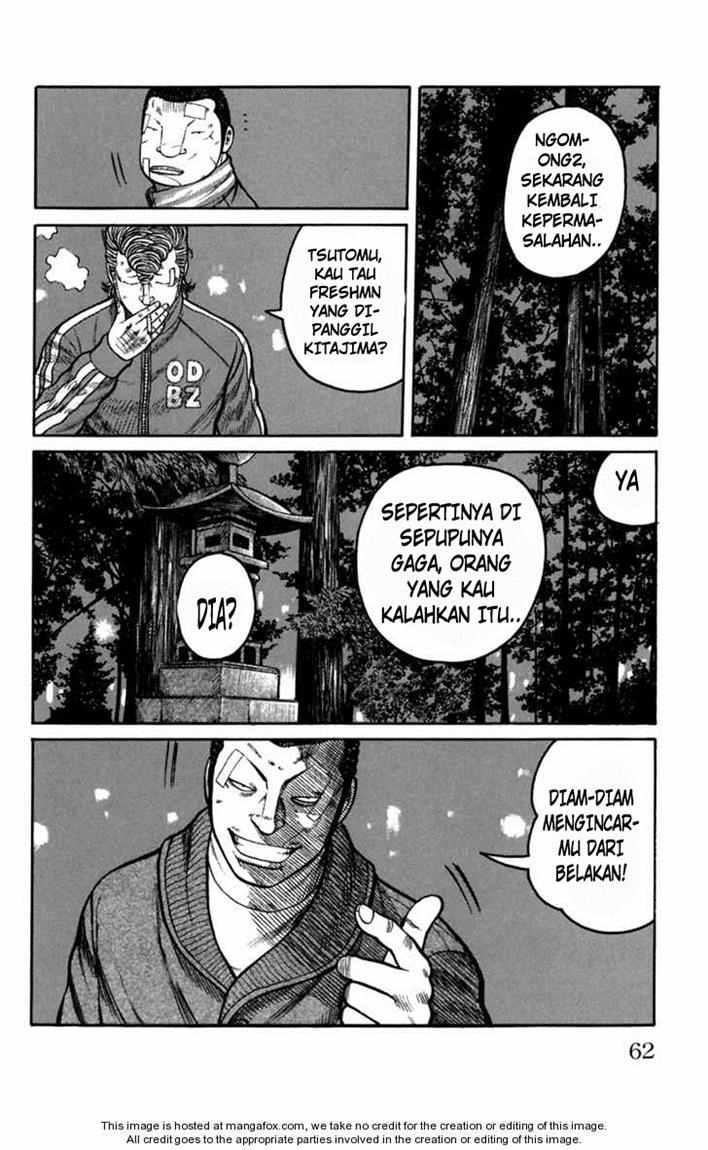 NGOM-
ONG2,
SEKARANG
KEMBALI
KEPERMA-
SALAHAN..
TSUTOMU,
KAU TAU
FRESHMN
YANG DI-
PANGGIL
KITAJIMA?
OD
BZ
YA
SEPERTINYA DI
SEPUPUNYA
GAGA, ORANG
YANG KAU
KALAHKAN ITU..
DIA?
DIAM-DIAM
MENGINCAR-
MU DARI
BELAKAN!
62
This image is hosted at mangafox.com, we take no credit for the creation or editing of this image.
All credit goes to the appropriate parties involved in the creation or editing of this image.